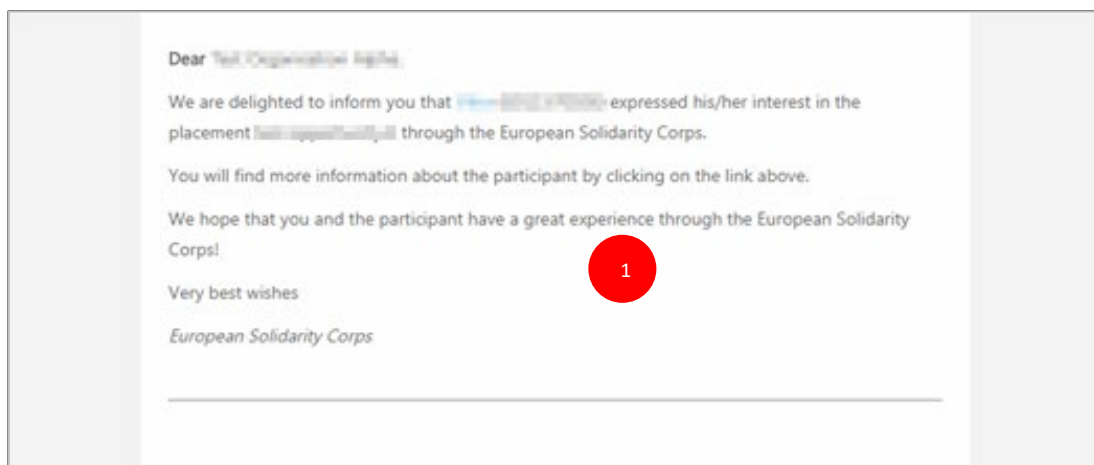 Dear
We are delighted to inform you that expressed his/her interest in the
placement through the European Solidarity Corps.
You will find more information about the participant by clicking on the link above.
We hope that you and the participant have a great experience through the European Solidarity
Corps!
1
Very best wishes
European Solidarity Corps